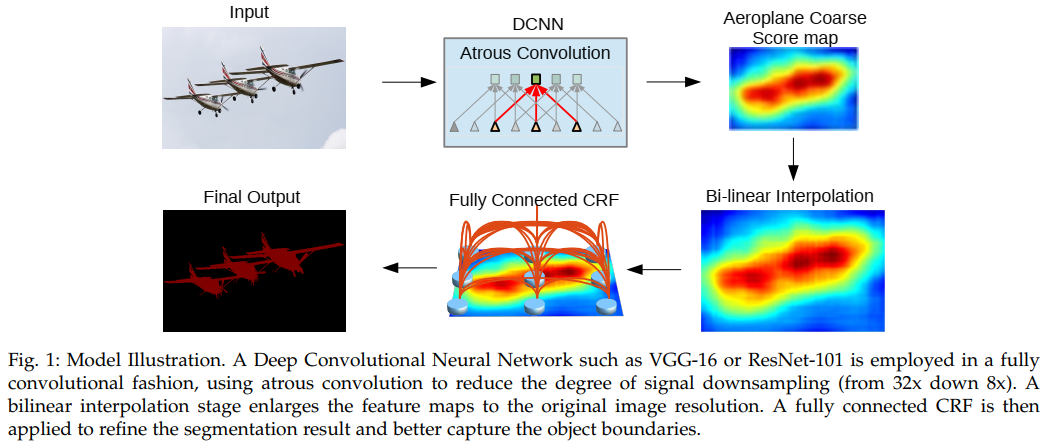 Input
DCNN
Atrous Convolution
Aeroplane Coarse
Score map
Final Output
Fully Connected CRF
Bi-linear Interpolation
Fig. 1: Model Illustration. A Deep Convolutional Neural Network such as VGG-16 or ResNet-101 is employed in a fully
convolutional fashion, using atrous convolution to reduce the degree of signal downsampling (from 32x down 8x). A
bilinear interpolation stage enlarges the feature maps to the original image resolution. A fully connected CRF is then
applied to refine the segmentation result and better capture the object boundaries.